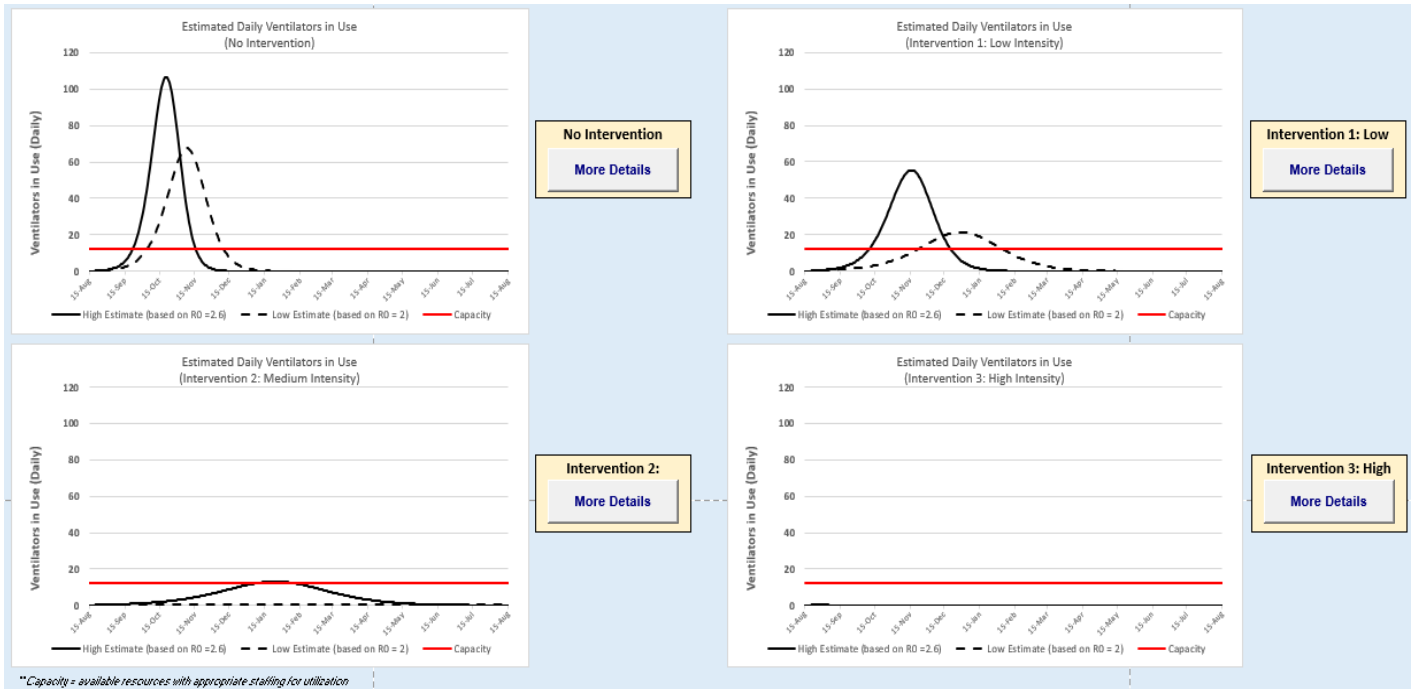 Estimated Daily Ventilators in Use
(No Intervention)
120
100
80
60
40
20
0
Ventilators in Use (Daily)
15-Aug 15-Sep 15-Oct 15-Nov 15-Dec 15-Jan 15-Feb 15-Mar 15-Apr 15-May 15-Jun 15-Jul 15-Aug
High Estimate (based on R0 =2.6) Low Estimate (based on R0 = 2) Capacity
No Intervention
More Details
Estimated Daily Ventilators in Use
(Intervention 1: Low Intensity)
120
100
80
60
40
20
0
Ventilators in Use (Daily)
15-Aug 15-Sep 15-Oct 15-Nov 15-Dec 15-Jan 15-Feb 15-Mar 15-Apr 15-May 15-Jun 15-Jul 15-Aug
High Estimate (based on R0 =2.6) Low Estimate (based on R0 = 2) Capacity
Intervention 1: Low
More Details
Estimated Daily Ventilators in Use
(Intervention 2: Medium Intensity)
120
100
80
60
40
20
0
Ventilators in Use (Daily)
15-Aug 15-Sep 15-Oct 15-Nov 15-Dec 15-Jan 15-Feb 15-Mar 15-Apr 15-May 15-Jun 15-Jul 15-Aug
High Estimate (based on R0 =2.6) Low Estimate (based on R0 = 2) Capacity
Intervention 2:
More Details
Estimated Daily Ventilators in Use
(Intervention 3: High Intensity)
120
100
80
60
40
20
0
Ventilators in Use (Daily)
15-Aug 15-Sep 15-Oct 15-Nov 15-Dec 15-Jan 15-Feb 15-Mar 15-Apr 15-May 15-Jun 15-Jul 15-Aug
High Estimate (based on R0 =2.6) Low Estimate (based on R0 = 2) Capacity
Intervention 3: High
More Details
**Capacity = available resources with appropriate staffing for utilization